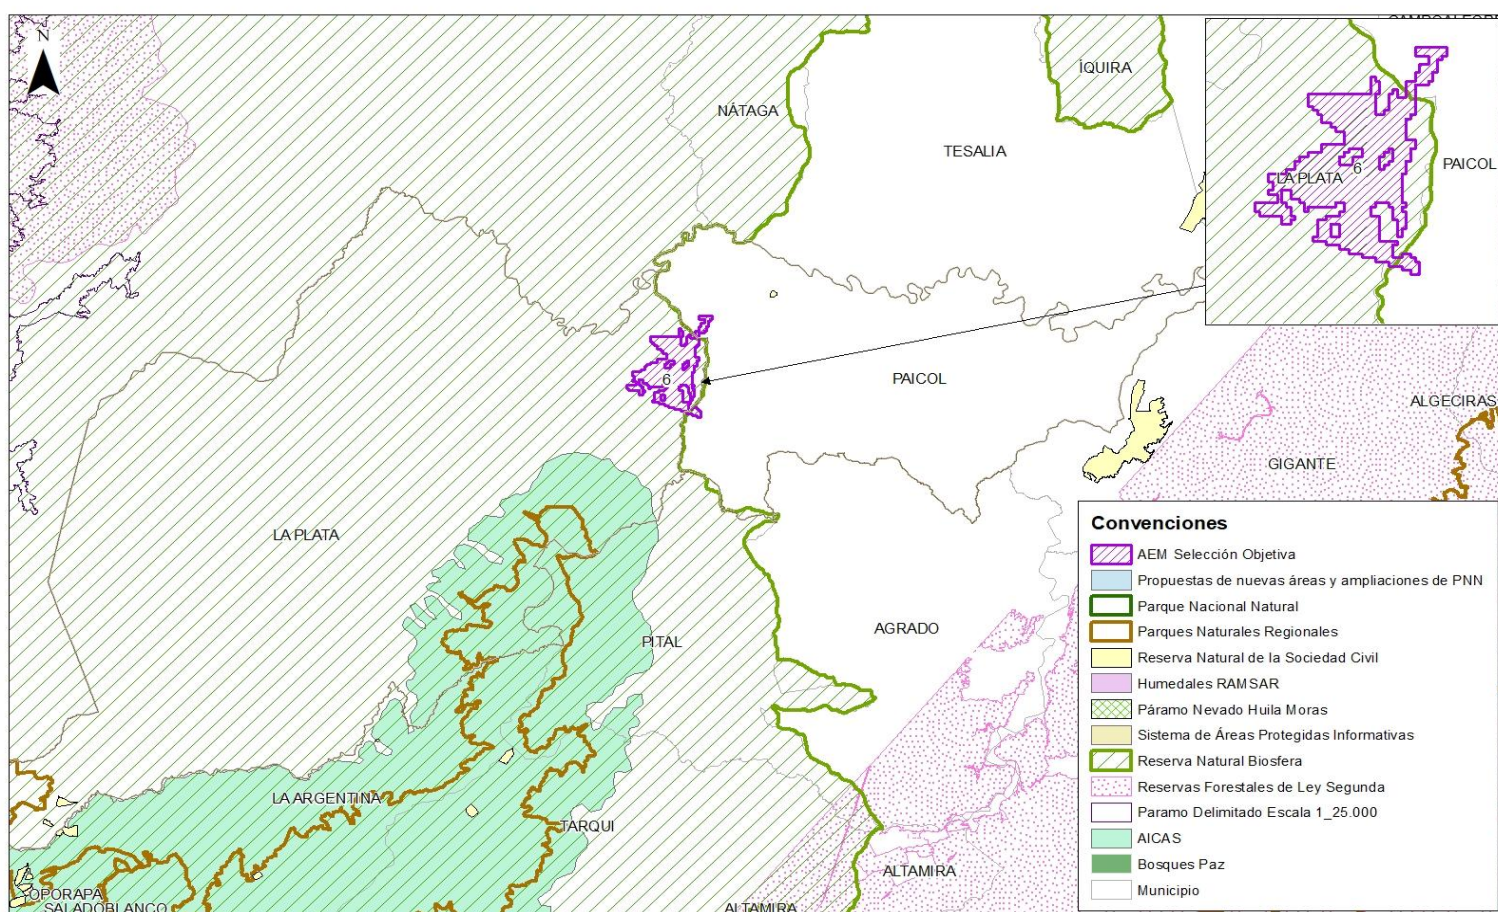 N
CAMPOALEGRE
ÍQUIRA
NÁTAGA
TESALIA
PAICOL
LA PLATA
6
6
PAICOL
ALGECIRAS
GIGANTE
LA PLATA
PITAL
AGRADO
LA ARGENTINA
TARQUI
ALTAMIRA
OPORAPA
SALADOBLANCO
ALTAMIRA
Convenciones
AEM Selección Objetiva
Propuestas de nuevas áreas y ampliaciones de PNN
Parque Nacional Natural
Parques Naturales Regionales
Reserva Natural de la Sociedad Civil
Humedales RAMSAR
Páramo Nevado Huila Moras
Sistema de Áreas Protegidas Informativas
Reserva Natural Biosfera
Reservas Forestales de Ley Segunda
Paramo Delimitado Escala 1_25.000
AICAS
Bosques Paz
Municipio